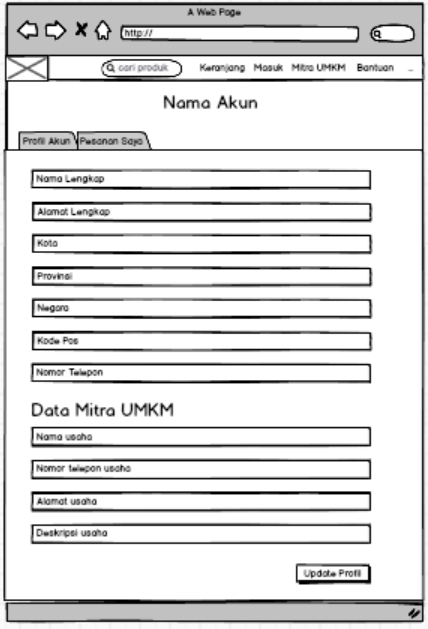 A Web Page
http://
cari produk Keranjang Masuk Mitra UMKM Bantuan ..
Nama Akun
Profil Akun Pesanan Saya
Nama Lengkap
Alamat Lengkap
Kota
Provinsi
Negara
Kode Pos
Nomor Telepon
Data Mitra UMKM
Nama usaha
Nomor telepon usaha
Alamat usaha
Deskripsi usaha
Update Profil